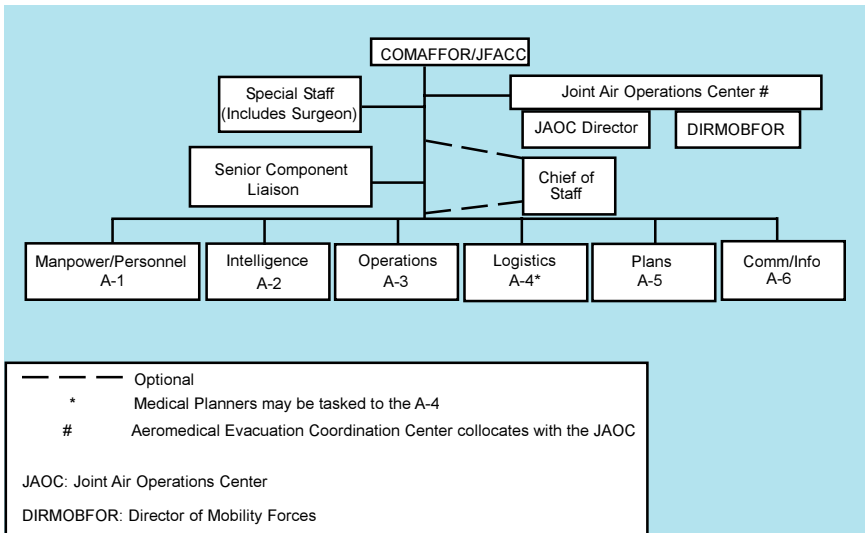 COMAFFOR/JFACC
Special Staff
(Includes Surgeon)
Joint Air Operations Center #
JAOC Director
DIRMOBFOR
Senior Component
Liaison
Chief of
Staff
Manpower/Personnel
A-1
Intelligence
A-2
Operations
A-3
Logistics
A-4*
Plans
A-5
Comm/Info
A-6
Optional
* Medical Planners may be tasked to the A-4
# Aeromedical Evacuation Coordination Center collocates with the JAOC
JAOC: Joint Air Operations Center
DIRMOBFOR: Director of Mobility Forces